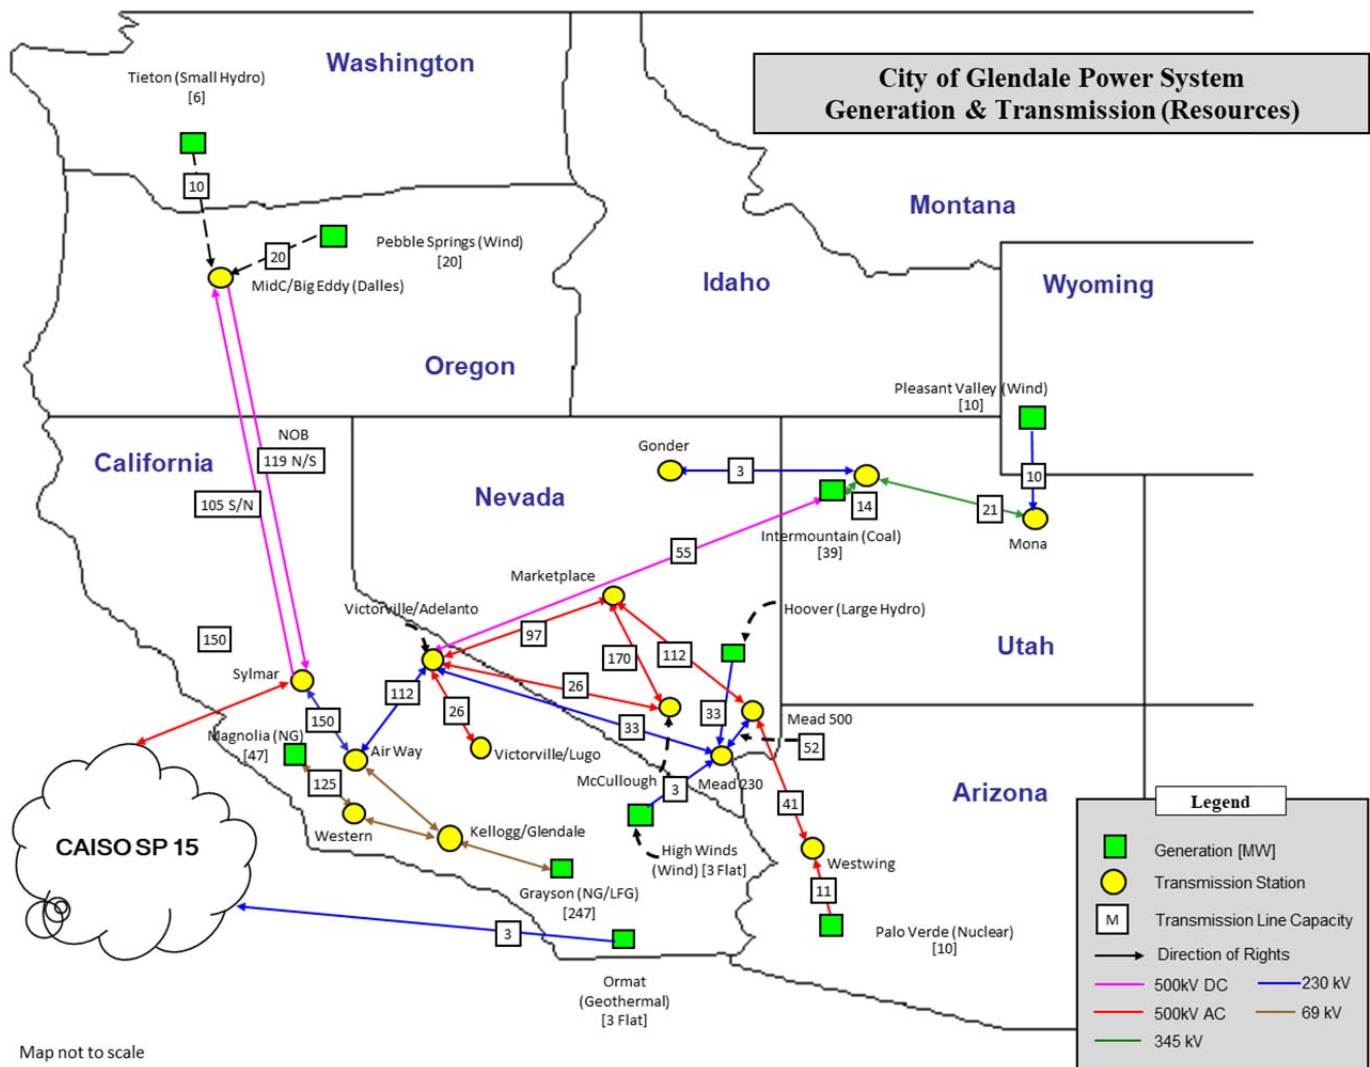 City of Glendale Power System
Generation & Transmission (Resources)
Washington
Tieton (Small Hydro)
[6]
10
Montana
Pebble Springs (Wind)
[20]
20
MidC/Big Eddy (Dalles)
Idaho
Wyoming
Oregon
Pleasant Valley (Wind)
[10]
NOB
119 N/S
California
Gonder
3
10
105 S/N
Nevada
14
21
Intermountain (Coal)
[39]
Mona
55
Marketplace
Victorville/Adelanto
Hoover (Large Hydro)
97
150
170
112
Utah
Sylmar
26
112
26
33
33
150
Mead 500
52
Magnolia (NG)
[47]
Air Way
Victorville/Lugo
McCullough
Mead 230
125
3
41
Arizona
Western
Kellogg/Glendale
CAISO SP 15
High Winds
(Wind) [3 Flat]
Westwing
Grayson (NG/LFG)
[247]
11
3
Palo Verde (Nuclear)
[10]
Ormat
(Geothermal)
[3 Flat]
Legend
Generation [MW]
Transmission Station
M
Transmission Line Capacity
Direction of Rights
500kV DC
230 kV
500kV AC
69 kV
345 kV
Map not to scale